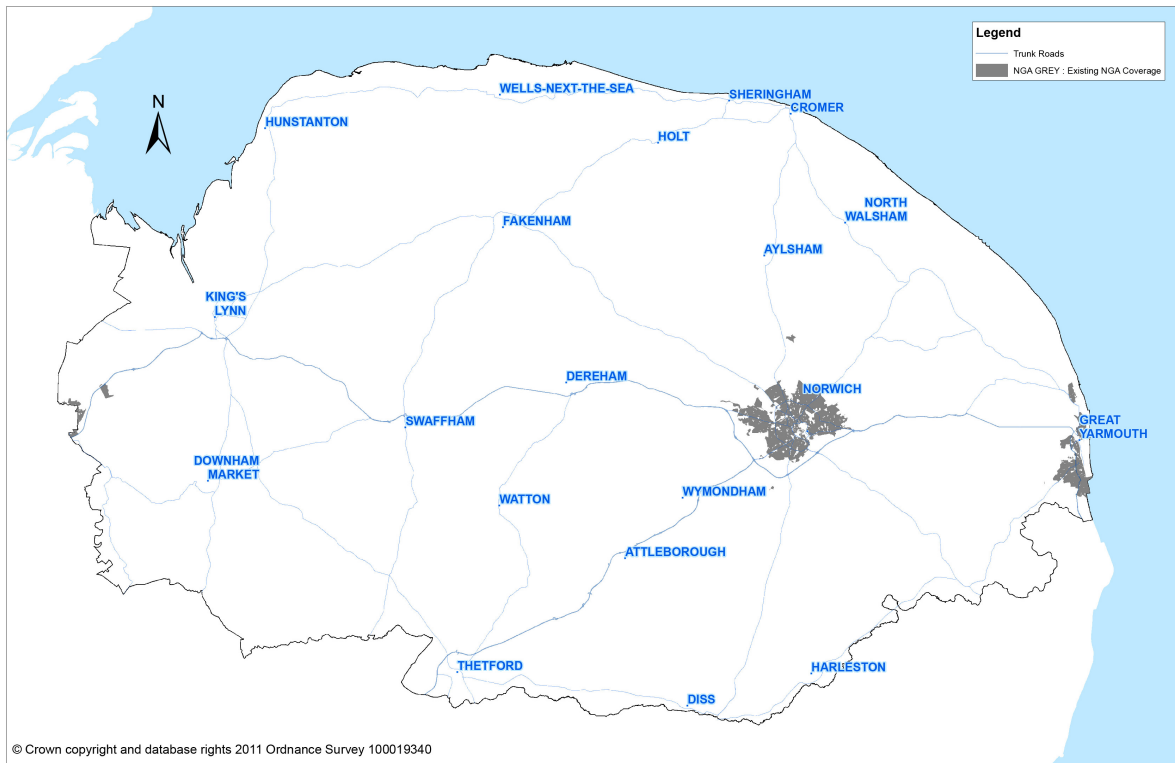 Legend
Trunk Roads
NGA GREY : Existing NGA Coverage
N
WELLS-NEXT-THE-SEA
SHERINGHAM
CROMER
HUNSTANTON
HOLT
NORTH
WALSHAM
FAKENHAM
AYLSHAM
KING'S
LYNN
DEREHAM
NORWICH
SWAFFHAM
GREAT
YARMOUTH
DOWNHAM
MARKET
WATTON
WYMONDHAM
ATTLEBOROUGH
THETFORD
HARLESTON
DISS
© Crown copyright and database rights 2011 Ordnance Survey 100019340